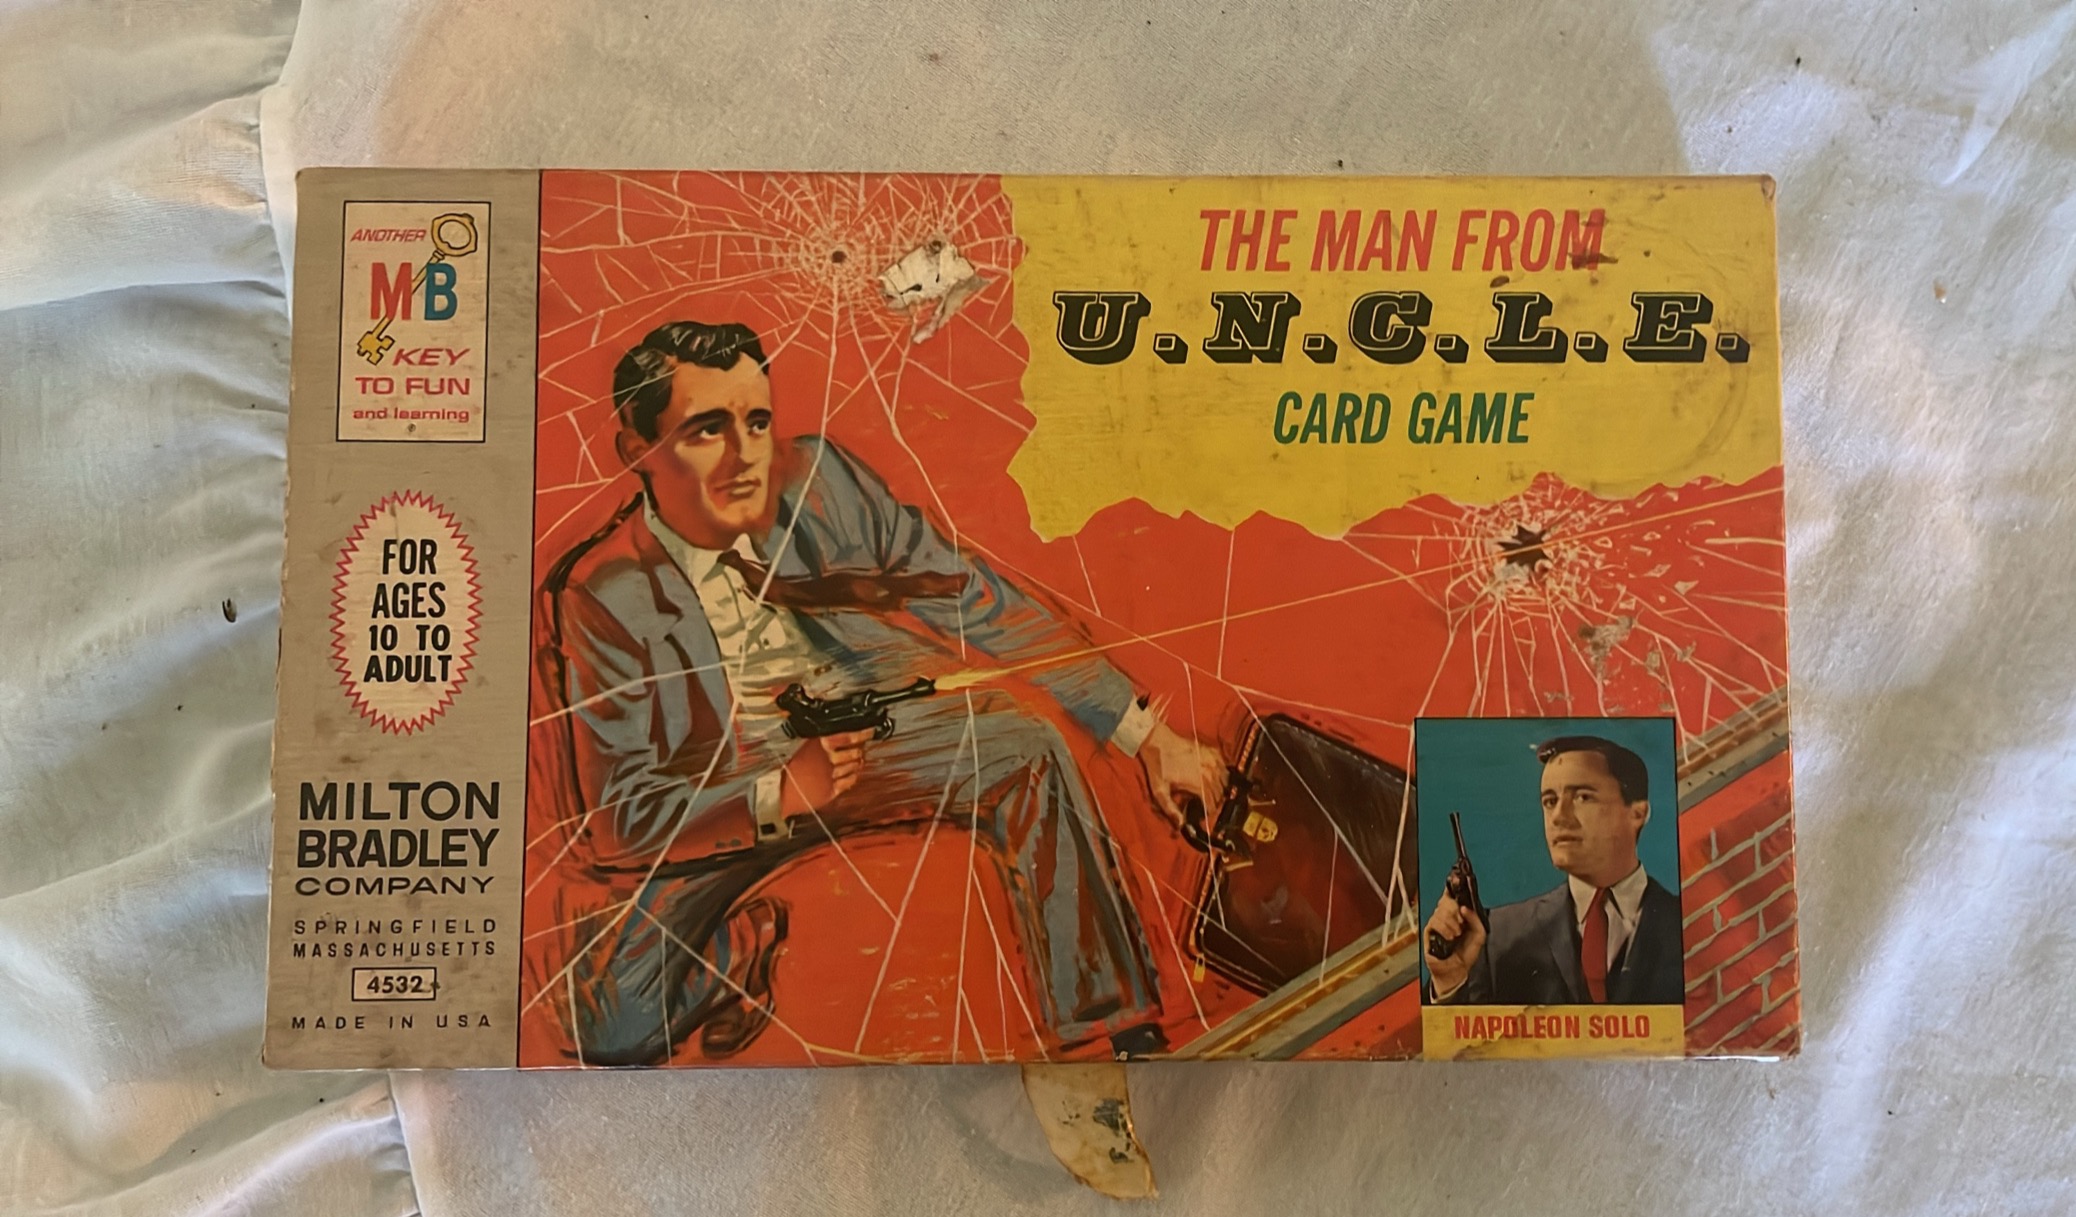 ANOTHER
MB
KEY
TO FUN
and learning
®
FOR
AGES
10 TO
ADULT
MILTON
BRADLEY
COMPANY
SPRINGFIELD
MASSACHUSETTS
4532
MADE IN USA
THE MAN FROM
U.N.C.L.E.
CARD GAME
NAPOLEON SOLO